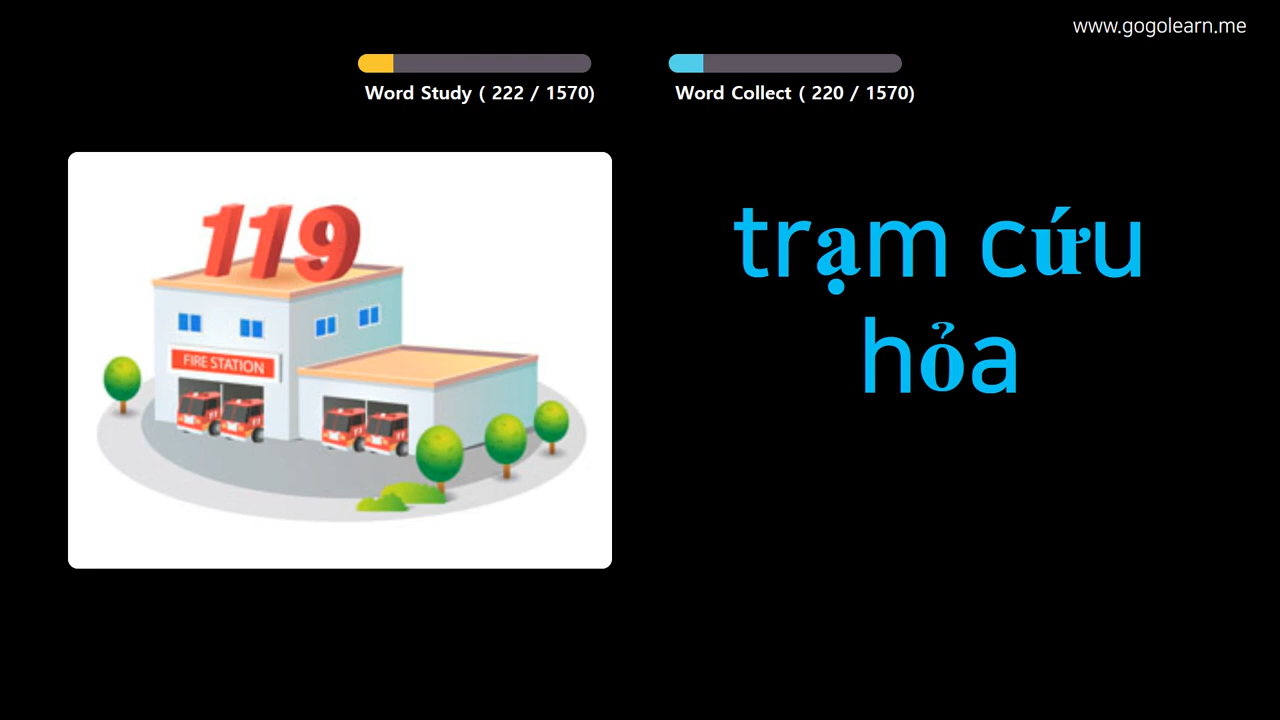 www.gogolearn.me
Word Study ( 222 / 1570)
Word Collect ( 220 / 1570)
119
FIRE STATION
trạm cứu
hỏa